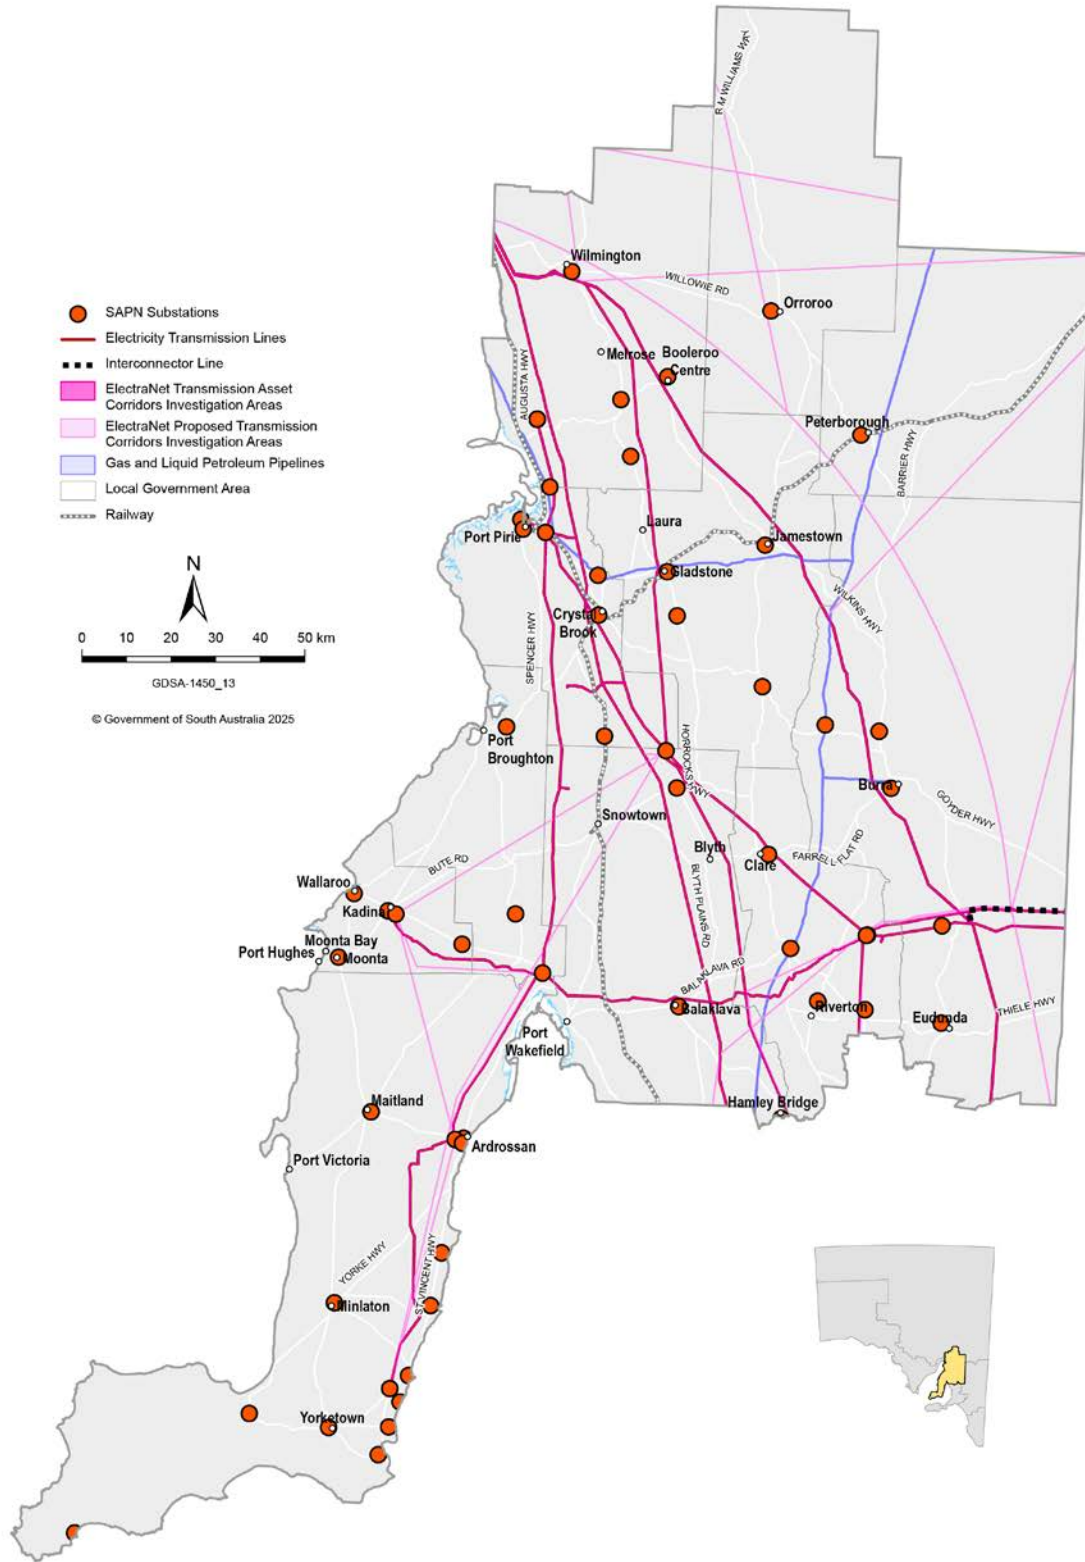 R M WILLIAMS WAY
Wilmington
WILLOWIE RD
Orroroo
SAPN Substations
Electricity Transmission Lines
Interconnector Line
ElectraNet Transmission Asset
Corridors Investigation Areas
ElectraNet Proposed Transmission
Corridors Investigation Areas
Gas and Liquid Petroleum Pipelines
Local Government Area
Railway
Melrose
Booleroo
Centre
AUGUSTA HWY
Peterborough
BARRIER HWY
Port Pirie
Laura
Jamestown
Gladstone
Crystal
Brook
WILKINS HWY
SPENCER HWY
N
0 10 20 30 40 50 km
GDSA-1450_13
© Government of South Australia 2025
Port
Broughton
HORROCKS HWY
Burra
GOYDER HWY
Snowtown
Blyth
Clare
FARRELL FLAT RD
BUTE RD
BLYTH PLAINS RD
Wallaroo
Kadina
Moonta Bay
Port Hughes
Moonta
BALAKLAVA RD
Balaklava
Riverton
Eudunda
THIELE HWY
Port
Wakefield
Hamley Bridge
Maitland
Ardrossan
Port Victoria
YORKE HWY
ST VINCENT HWY
Minlaton
Yorketown